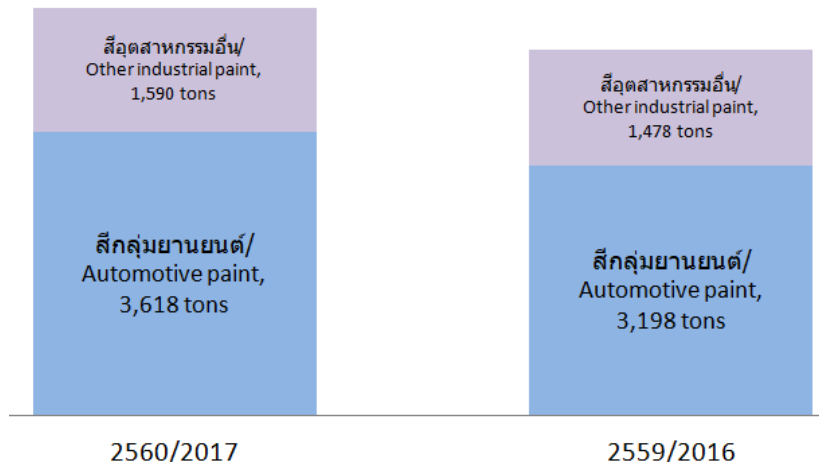 สีอุตสาหกรรมอื่น/
Other industrial paint,
1,590 tons
สีกลุ่มยานยนต์/
Automotive paint,
3,618 tons
2560/2017
สีอุตสาหกรรมอื่น/
Other industrial paint,
1,478 tons
สีกลุ่มยานยนต์/
Automotive paint,
3,198 tons
2559/2016